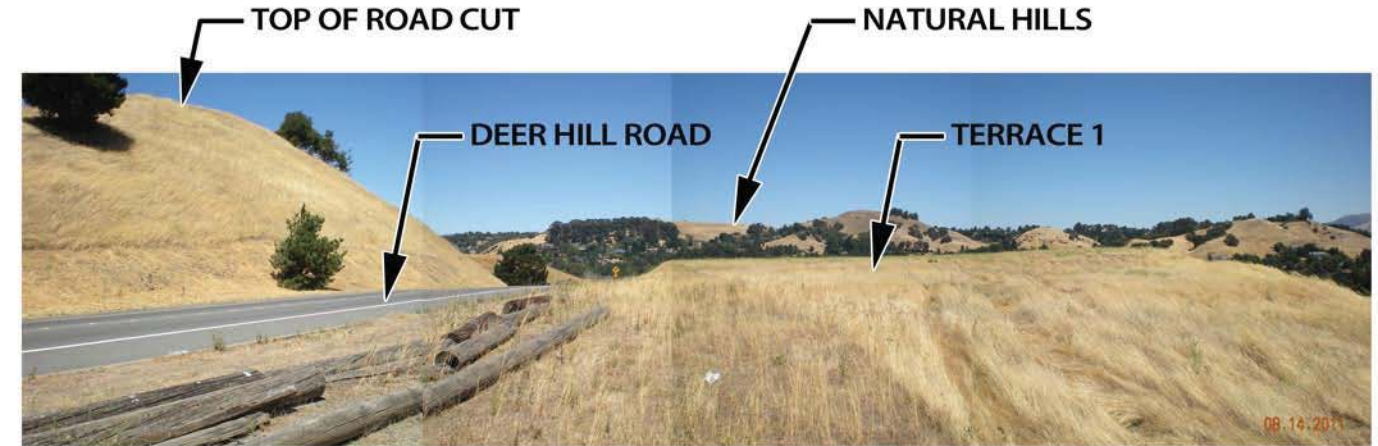 TOP OF ROAD CUT
NATURAL HILLS
DEER HILL ROAD
TERRACE 1
08.14.2011